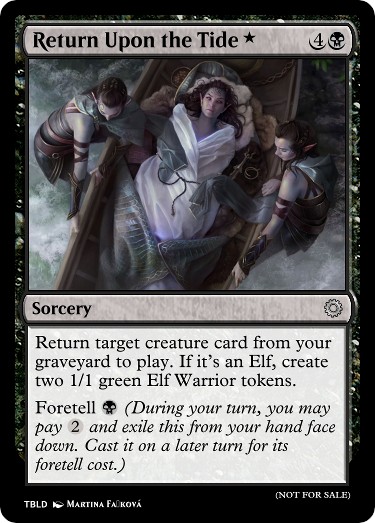 Return Upon the Tide ★ 4
Sorcery
Return target creature card from your
graveyard to play. If it's an Elf, create
two 1/1 green Elf Warrior tokens.
Foretell (During your turn, you may
pay 2 and exile this from your hand face
down. Cast it on a later turn for its
foretell cost.)
(NOT FOR SALE)
TBLD MARTINA FAČKOVÁ